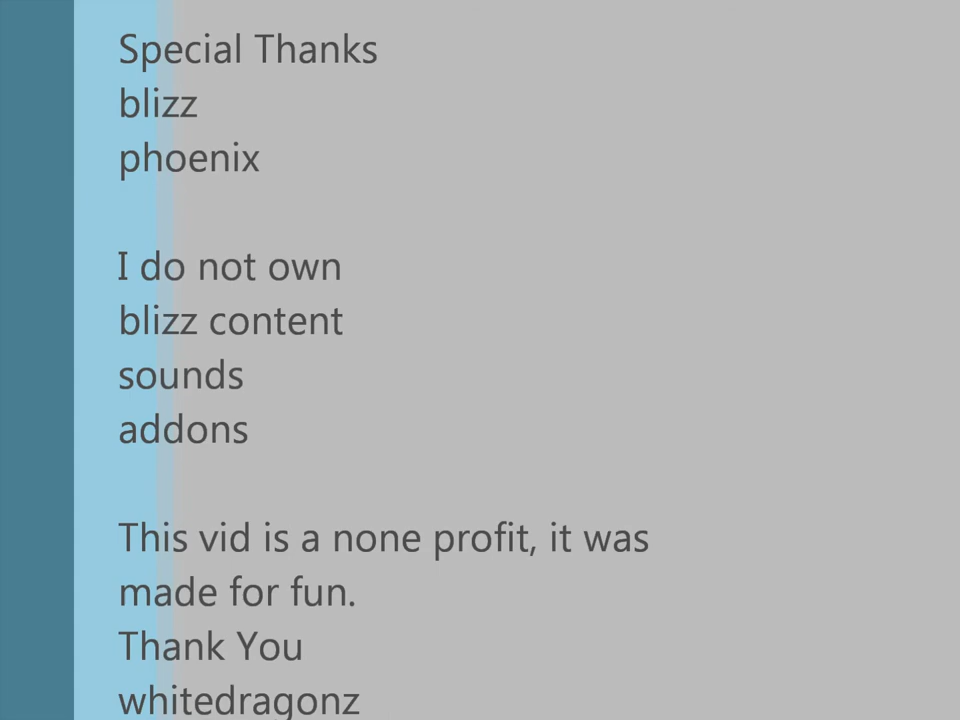 Special Thanks
blizz
phoenix
I do not own
blizz content
sounds
addons
This vid is a none profit, it was
made for fun.
Thank You
whitedragonz